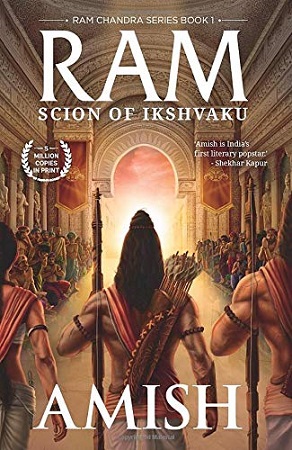 RAM CHANDRA SERIES BOOK 1
RAM
SCION OF IKSHVAKU
5
MILLION
COPIES
IN PRINT
'Amish is India's
first literary popstar.'
- Shekhar Kapur
AMISH